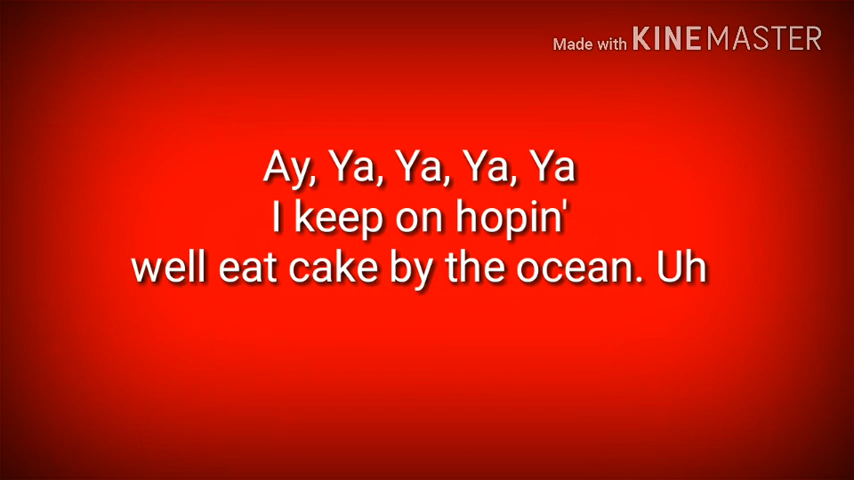 Made with KINEMASTER
Ay, Ya, Ya, Ya, Ya
I keep on hopin'
well eat cake by the ocean. Uh